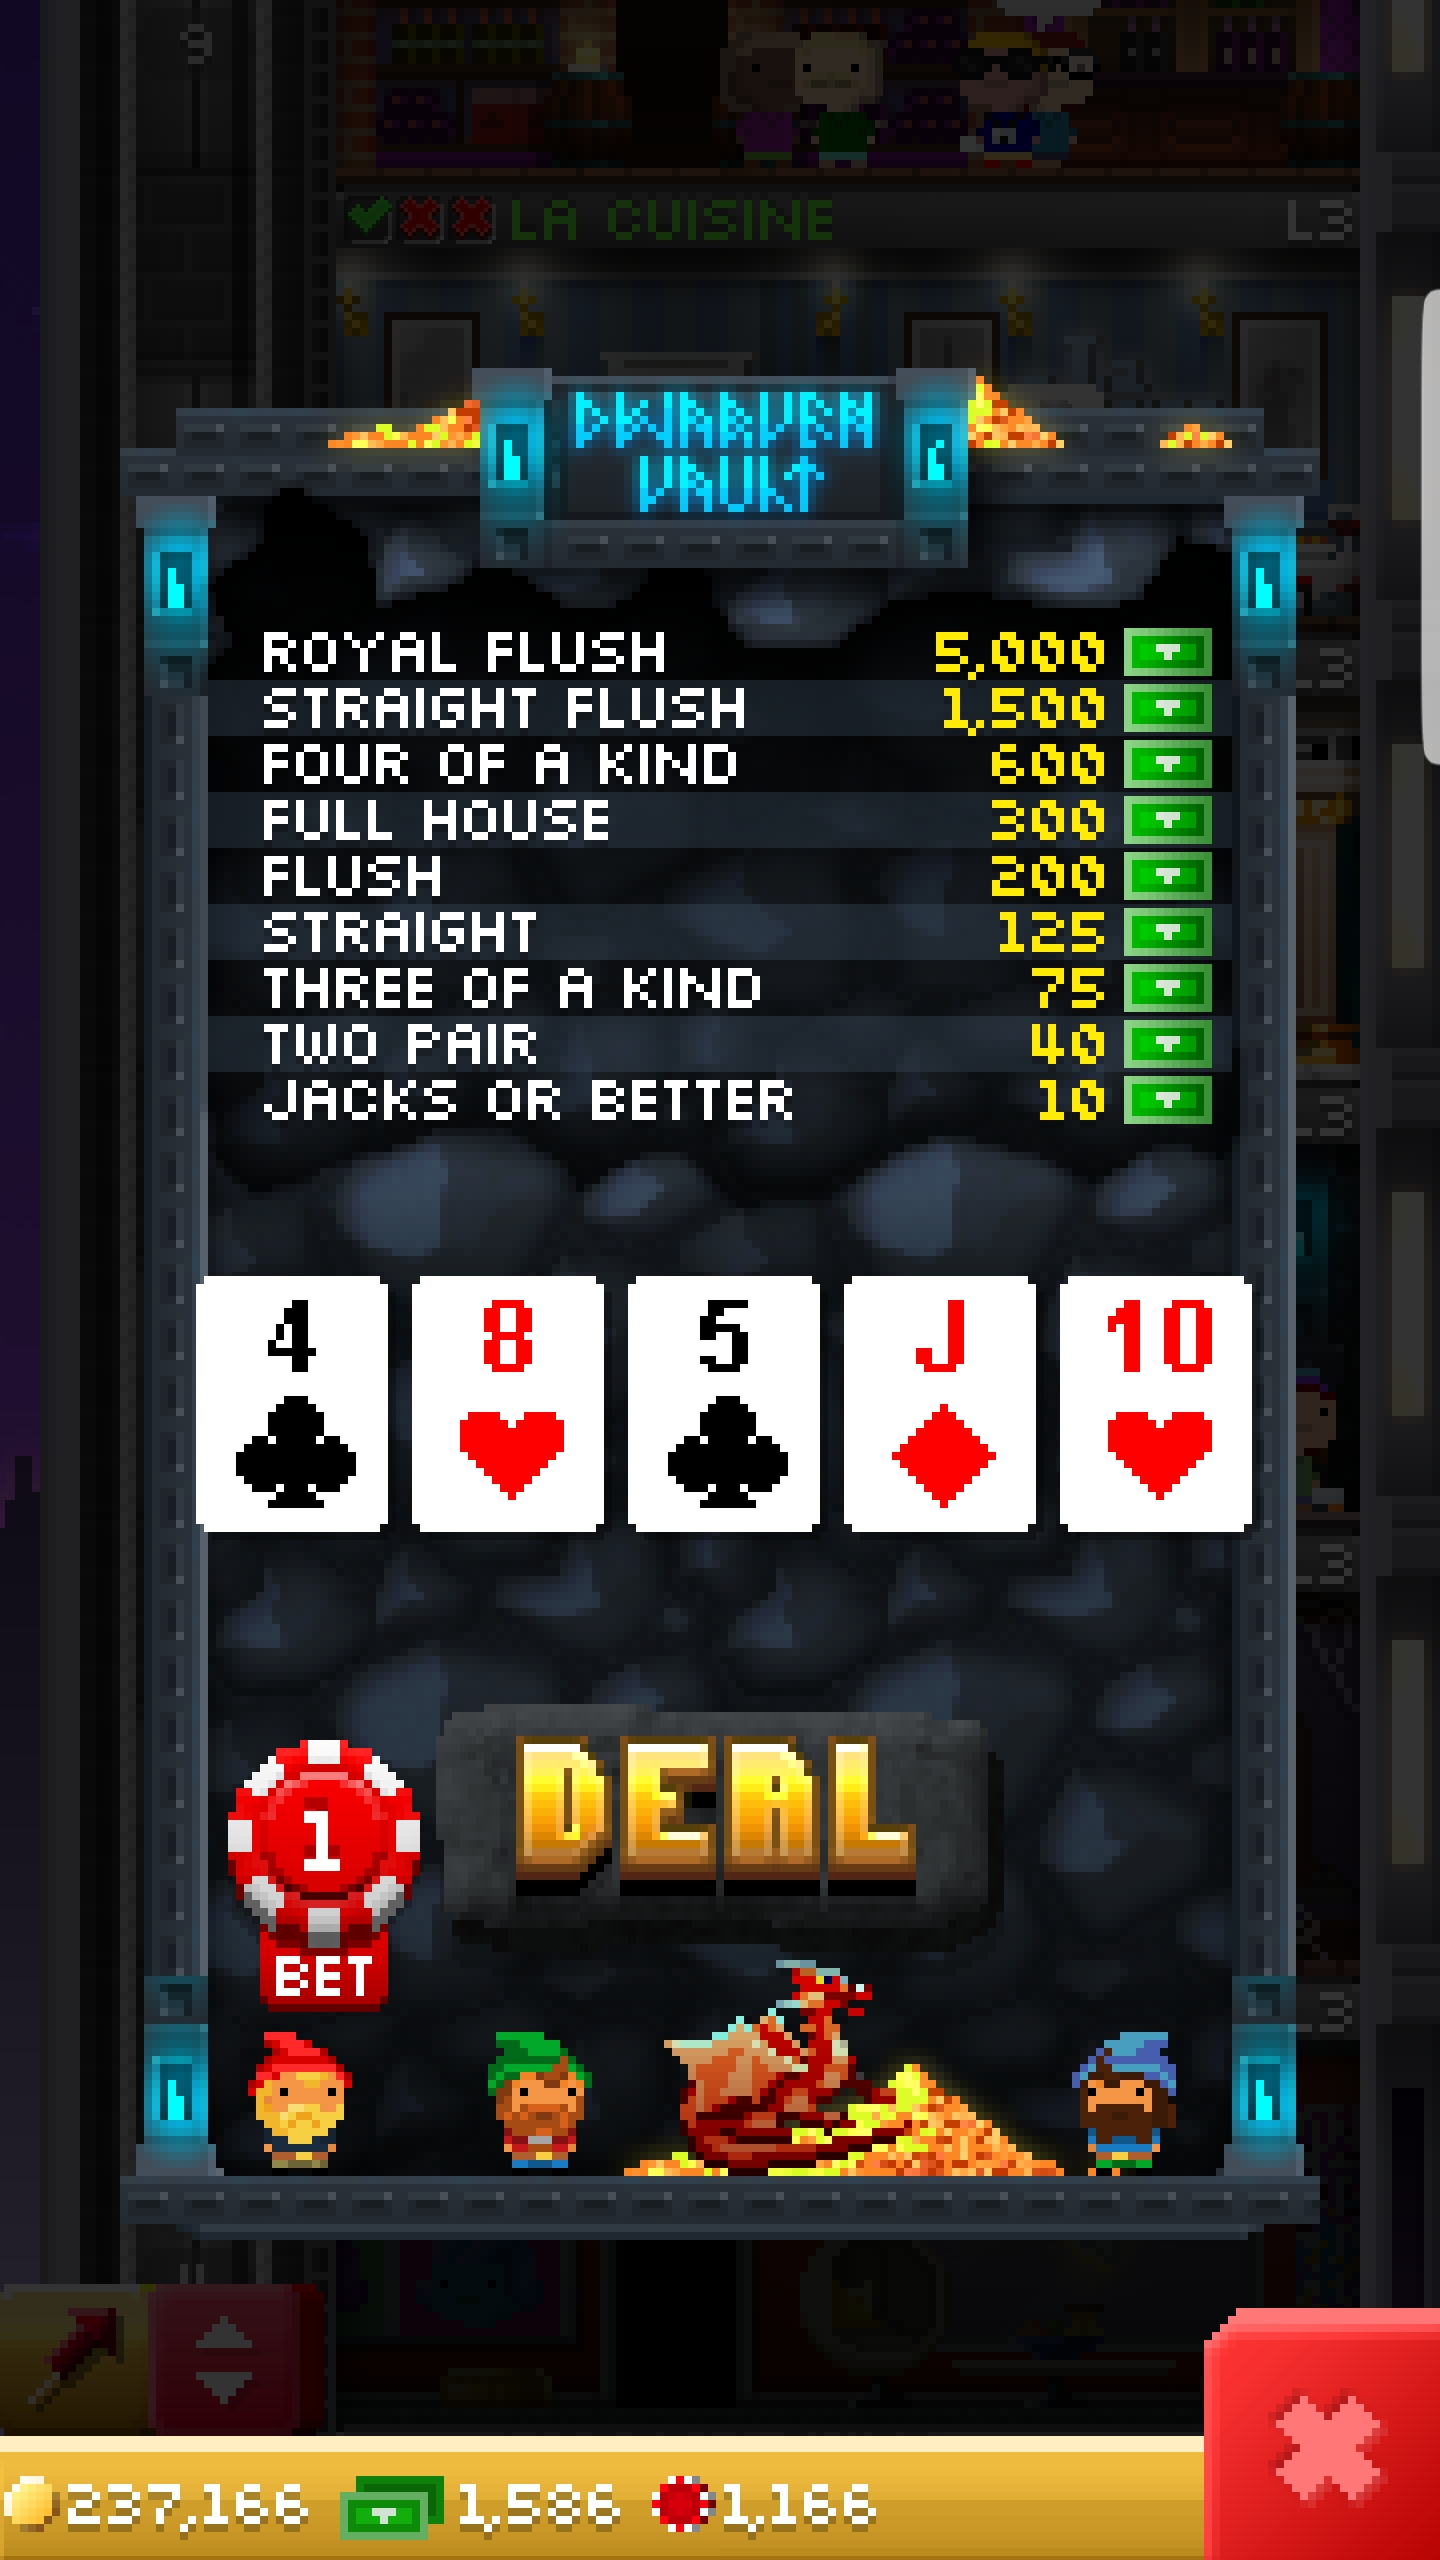 9
LA CUISINE L3
DWARVEN
VAULT
ROYAL FLUSH 5,000
STRAIGHT FLUSH 1,500
FOUR OF A KIND 600
FULL HOUSE 300
FLUSH 200
STRAIGHT 125
THREE OF A KIND 75
TWO PAIR 40
JACKS OR BETTER 10
4 8 5 J 10
DEAL
1
BET
237,166 1,586 1,166